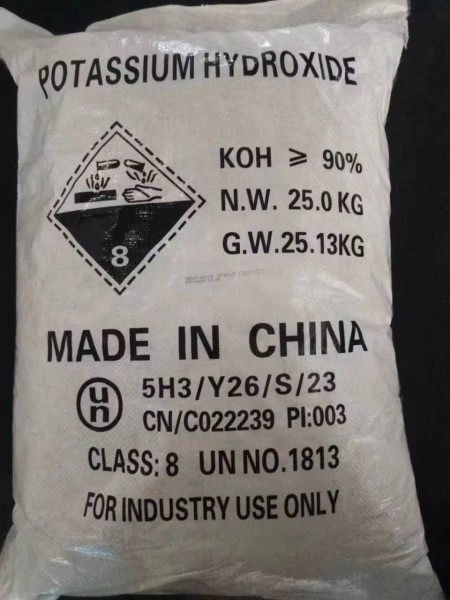 POTASSIUM HYDROXIDE
KOH ≥ 90%
N.W. 25.0 KG
G.W.25.13KG
8
MADE IN CHINA
un 5H3/Y26/S/23
CN/C022239 PI:003
CLASS: 8 UN NO.1813
FOR INDUSTRY USE ONLY